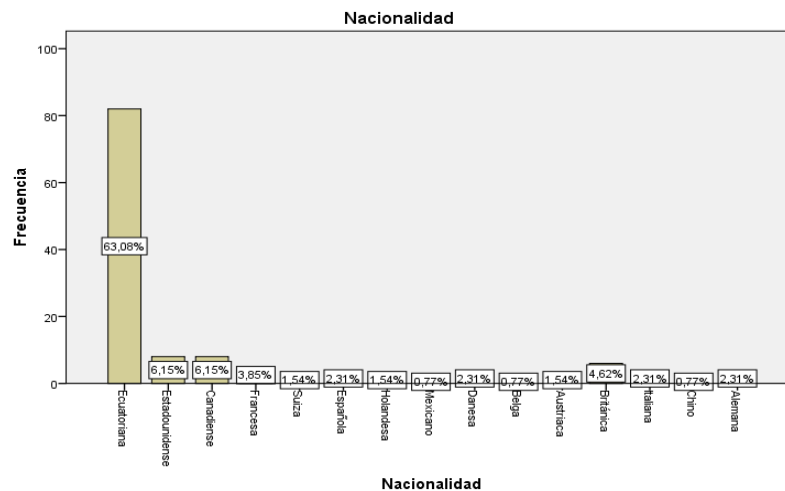 Nacionalidad
Frecuencia
100
80
60
40
20
0
63,08%
6,15%
6,15%
3,85%
1,54%
2,31%
1,54%
0,77%
2,31%
0,77%
1,54%
4,62%
2,31%
0,77%
2,31%
Ecuatoriana
Estadounidense
Canadiense
Francesa
Suiza
Española
Holandesa
Mexicano
Danesa
Belga
Austriaca
Británica
Italiana
Chino
Alemana
Nacionalidad